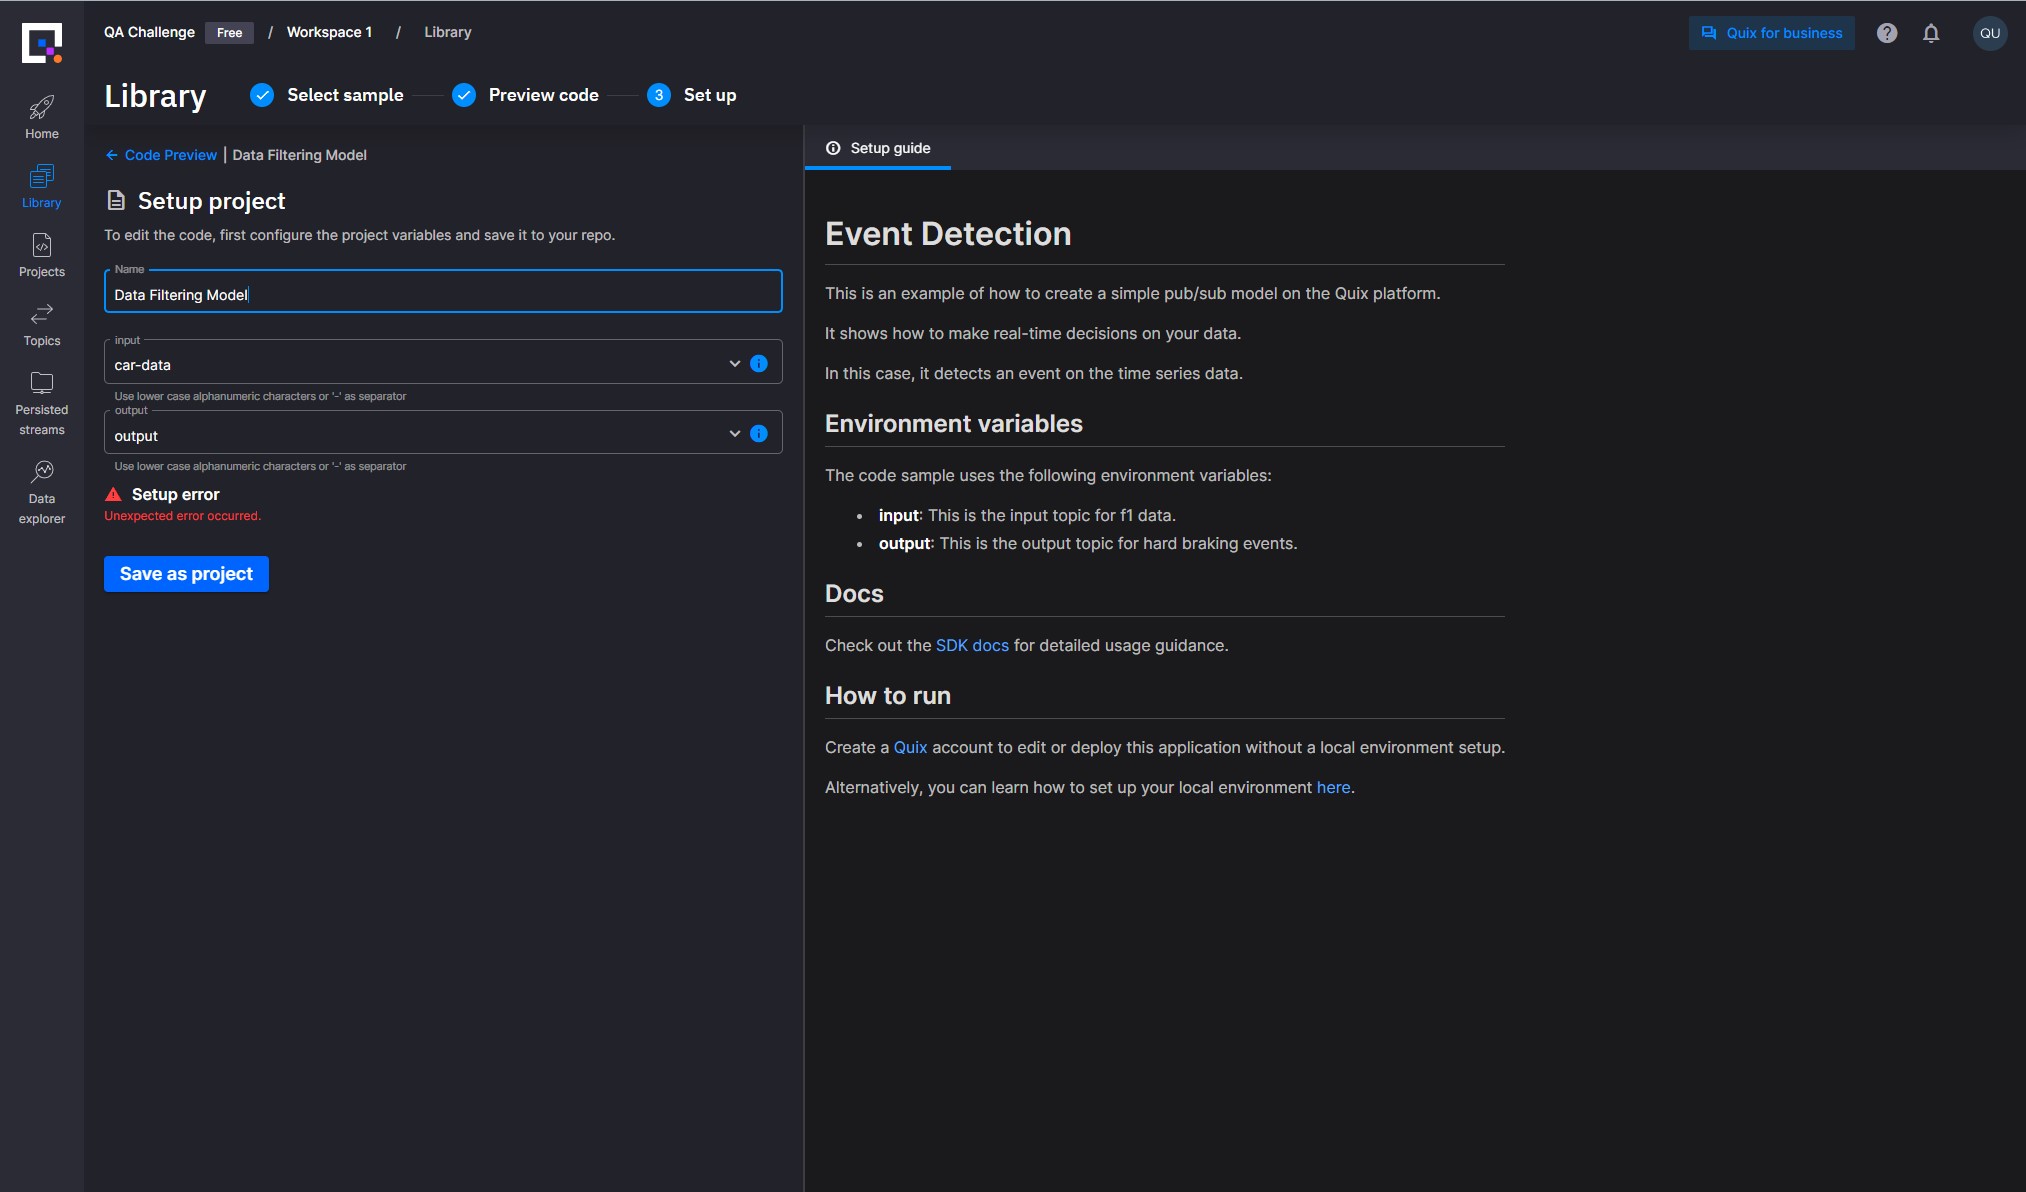 QA Challenge Free / Workspace 1 / Library
Quix for business
QU
Library
Select sample
Preview code
3 Set up
Home
Library
Projects
Topics
Persisted
streams
Data
explorer
Code Preview | Data Filtering Model
Setup project
To edit the code, first configure the project variables and save it to your repo.
Name
Data Filtering Model
input
car-data
Use lower case alphanumeric characters or '-' as separator
output
output
Use lower case alphanumeric characters or '-' as separator
Setup error
Unexpected error occurred.
Save as project
Setup guide
Event Detection
This is an example of how to create a simple pub/sub model on the Quix platform.
It shows how to make real-time decisions on your data.
In this case, it detects an event on the time series data.
Environment variables
The code sample uses the following environment variables:
• input: This is the input topic for f1 data.
• output: This is the output topic for hard braking events.
Docs
Check out the SDK docs for detailed usage guidance.
How to run
Create a Quix account to edit or deploy this application without a local environment setup.
Alternatively, you can learn how to set up your local environment here.